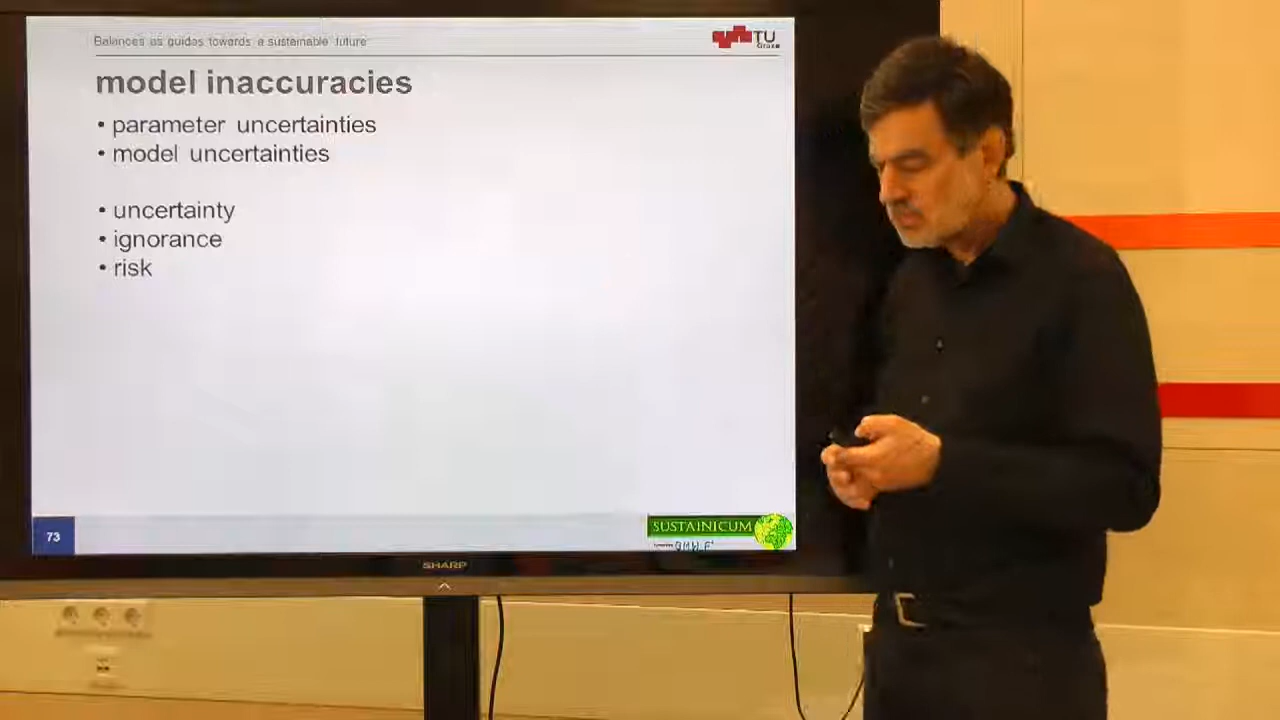 Balances as guides towards a sustainable future
TU
Graz
model inaccuracies
• parameter uncertainties
• model uncertainties
• uncertainty
• ignorance
• risk
73
SUSTAINICUM
SHARP